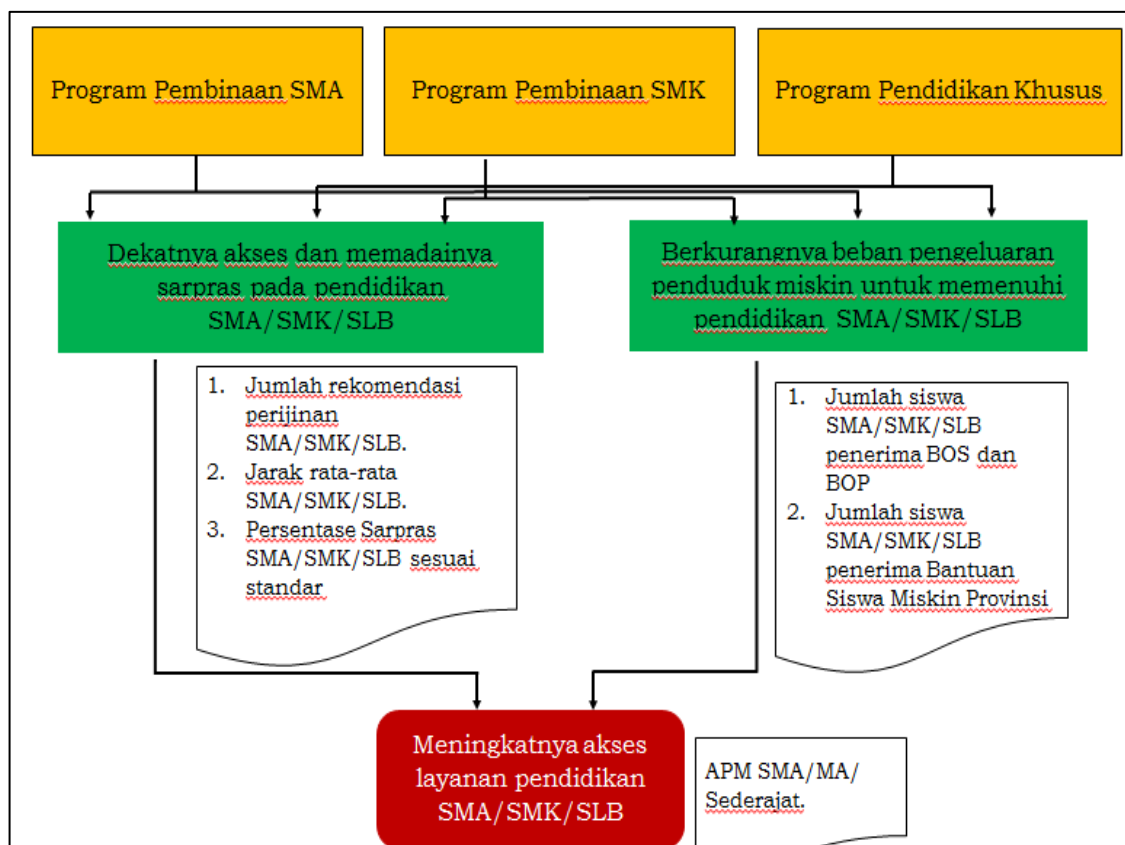 Program Pembinaan SMA
Program Pembinaan SMK
Program Pendidikan Khusus
Dekatnya akses dan memadainya
sarpras pada pendidikan
SMA/SMK/SLB
Berkurangnya beban pengeluaran
penduduk miskin untuk memenuhi
pendidikan SMA/SMK/SLB
1. Jumlah rekomendasi
perijinan
SMA/SMK/SLB.
2. Jarak rata-rata
SMA/SMK/SLB.
3. Persentase Sarpras
SMA/SMK/SLB sesuai
standar
1. Jumlah siswa
SMA/SMK/SLB
penerima BOS dan
BOP
2. Jumlah siswa
SMA/SMK/SLB
penerima Bantuan
Siswa Miskin Provinsi
Meningkatnya akses
layanan pendidikan
SMA/SMK/SLB
APM SMA/MA/
Sederajat.